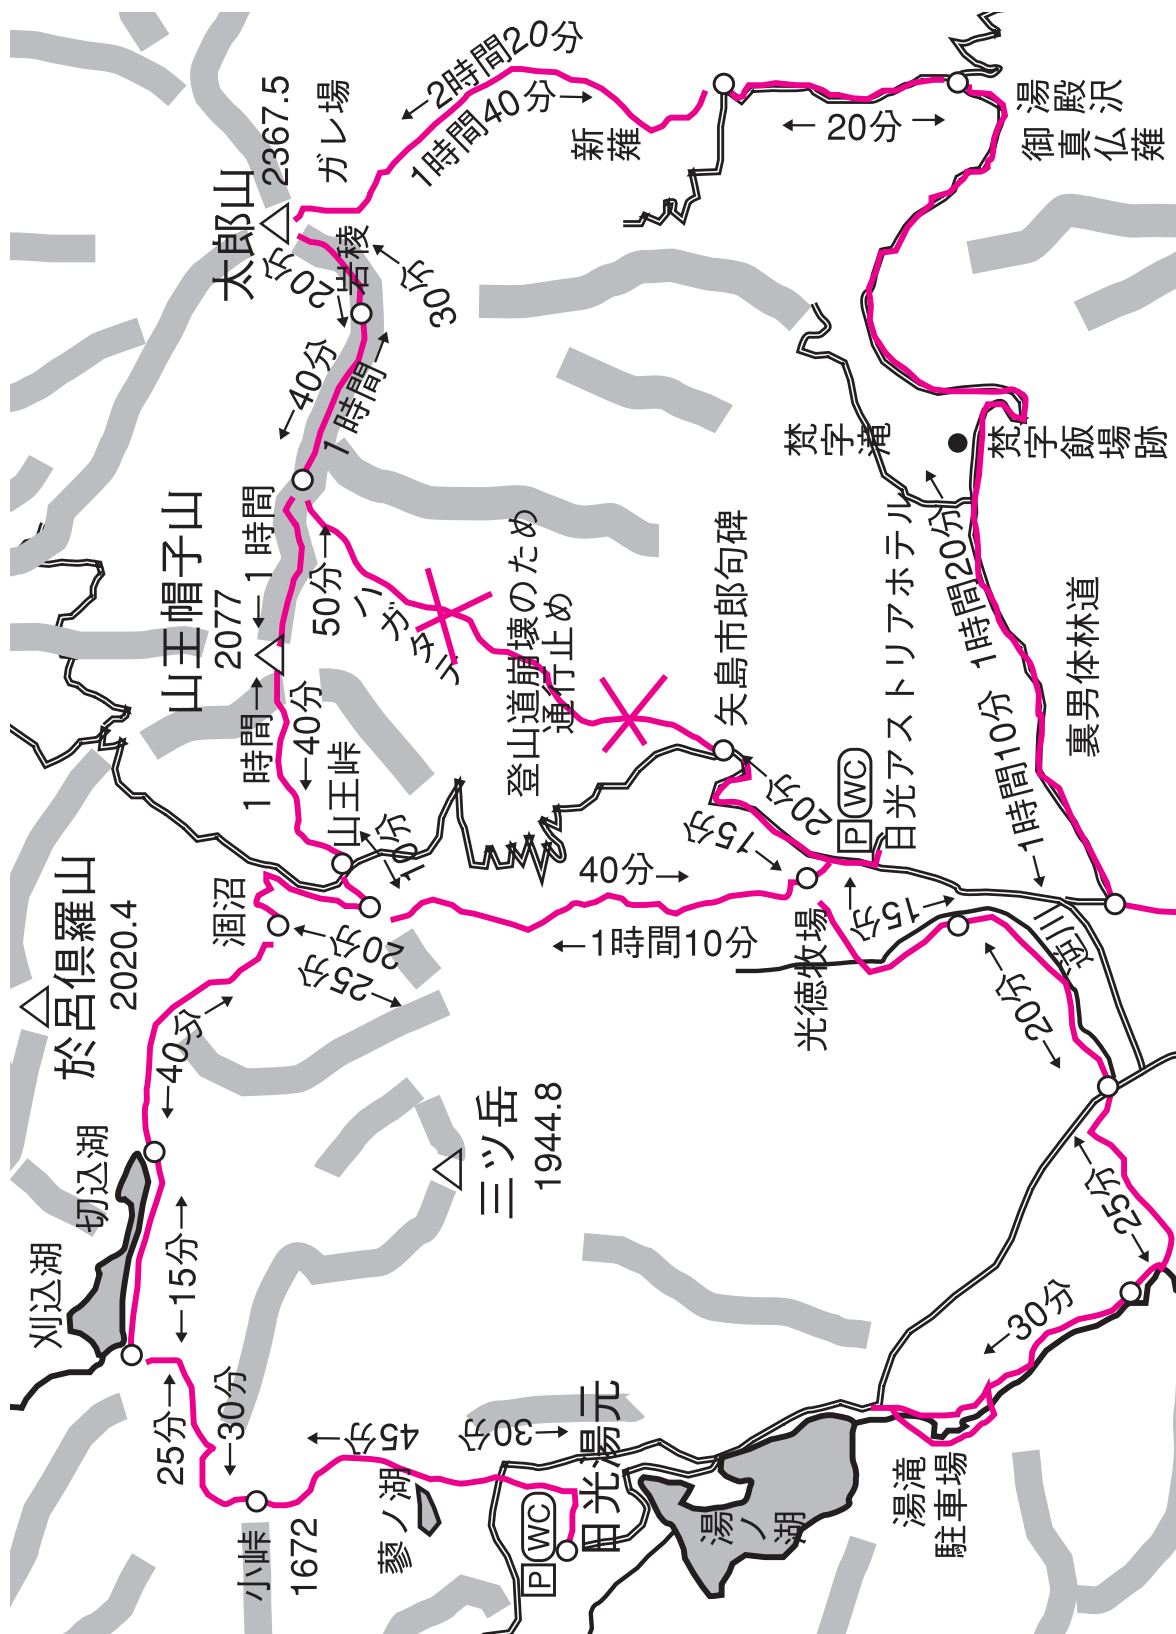 太郎山
2367.5
ガレ場
2時間20分
1時間40分
新薙
20分
湯殿沢
御真仏薙
20分
岩稜
30分
40分
1時間
梵字滝
梵字飯場跡
山王帽子山
2077
1時間
50分
ハガタテ
登山道崩壊のため
通行止め
矢島市郎句碑
日光アストリアホテル
1時間20分
1時間10分
裏男体林道
1時間
40分
山王峠
10分
15分
20分
P
WC
於呂倶羅山
2020.4
涸沼
20分
25分
40分
1時間10分
光徳牧場
15分
逆川
20分
40分
切込湖
刈込湖
15分
三ツ岳
1944.8
25分
30分
25分
30分
小峠
1672
45分
30分
蓼ノ湖
日光湯元
P
WC
湯ノ湖
湯滝
駐車場